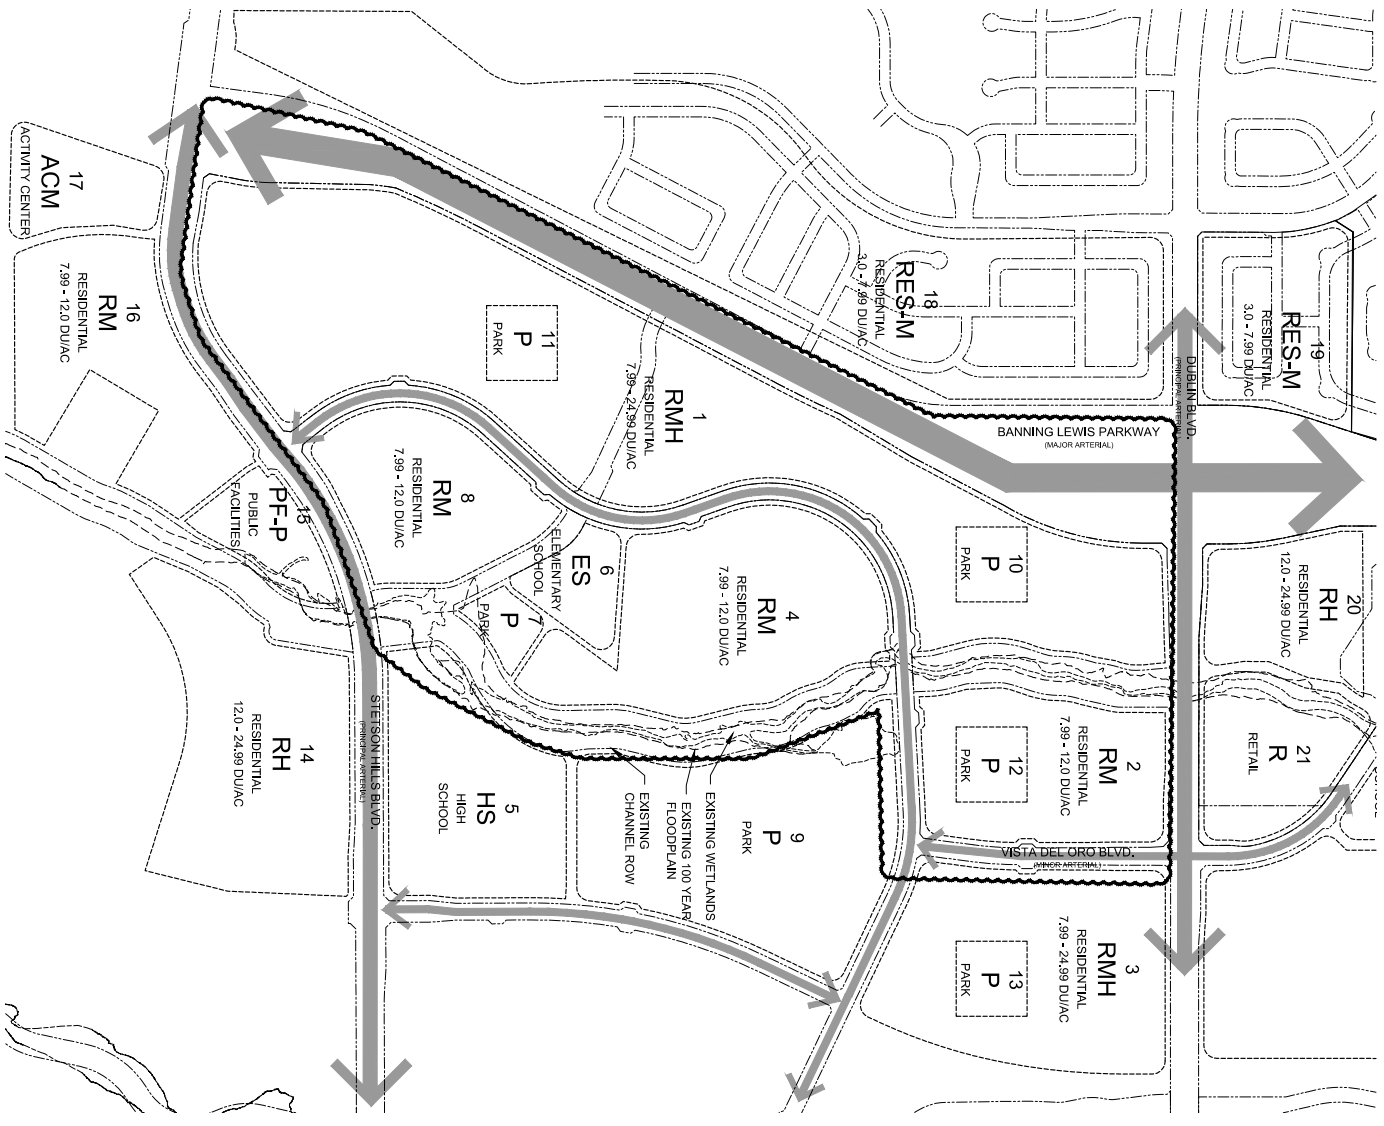 17
ACM
ACTIVITY CENTER
16
RM
RESIDENTIAL
7.99 - 12.0 DU/AC
11
P
PARK
1
RMH
RESIDENTIAL
7.99 - 24.99 DU/AC
18
RES-M
RESIDENTIAL
3.0 - 7.99 DU/AC
19
RES-M
RESIDENTIAL
3.0 - 7.99 DU/AC
DUBLIN BLVD.
(PRINCIPAL ARTERIAL)
BANNING LEWIS PARKWAY
(MAJOR ARTERIAL)
8
RM
RESIDENTIAL
7.99 - 12.0 DU/AC
15
PF-P
PUBLIC
FACILITIES
6
ES
ELEMENTARY
SCHOOL
7
P
PARK
4
RM
RESIDENTIAL
7.99 - 12.0 DU/AC
10
P
PARK
20
RH
RESIDENTIAL
12.0 - 24.99 DU/AC
14
RH
RESIDENTIAL
12.0 - 24.99 DU/AC
STETSON HILLS BLVD.
(PRINCIPAL ARTERIAL)
5
HS
HIGH
SCHOOL
EXISTING WETLANDS
EXISTING 100 YEAR
FLOODPLAIN
EXISTING
CHANNEL ROW
9
P
PARK
12
P
PARK
2
RM
RESIDENTIAL
7.99 - 12.0 DU/AC
21
R
RETAIL
VISTA DEL ORO BLVD.
(MINOR ARTERIAL)
13
P
PARK
3
RMH
RESIDENTIAL
7.99 - 24.99 DU/AC